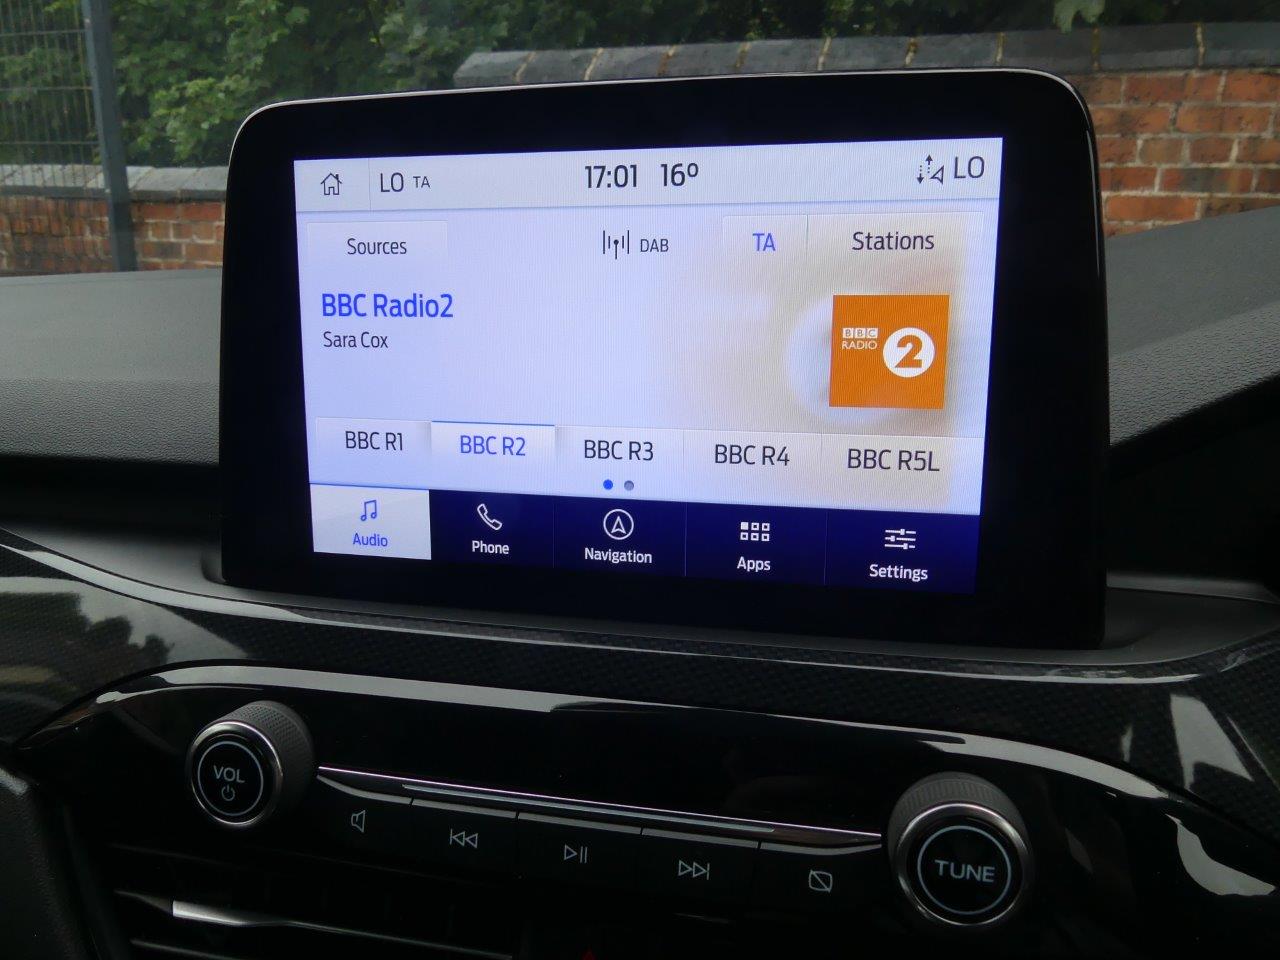 LO TA 17:01 16° LO
Sources DAB TA Stations
BBC Radio2
Sara Cox
BBC
RADIO 2
BBC R1 BBC R2 BBC R3 BBC R4 BBC R5L
Audio Phone Navigation Apps Settings
VOL
TUNE